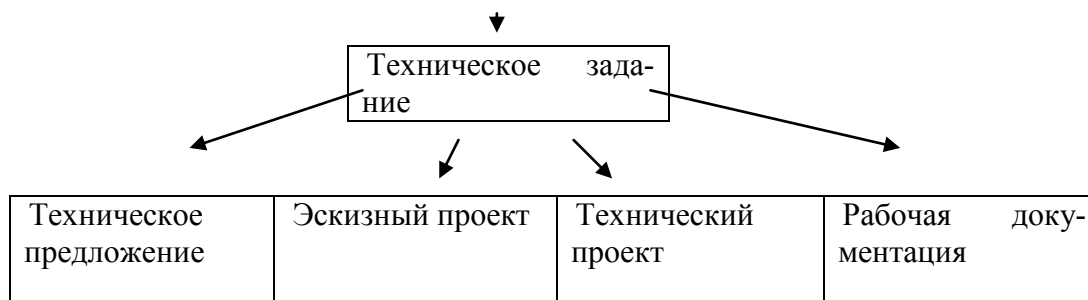 Техническое зада-
ние
Техническое
предложение
Эскизный проект
Технический
проект
Рабочая доку-
ментация